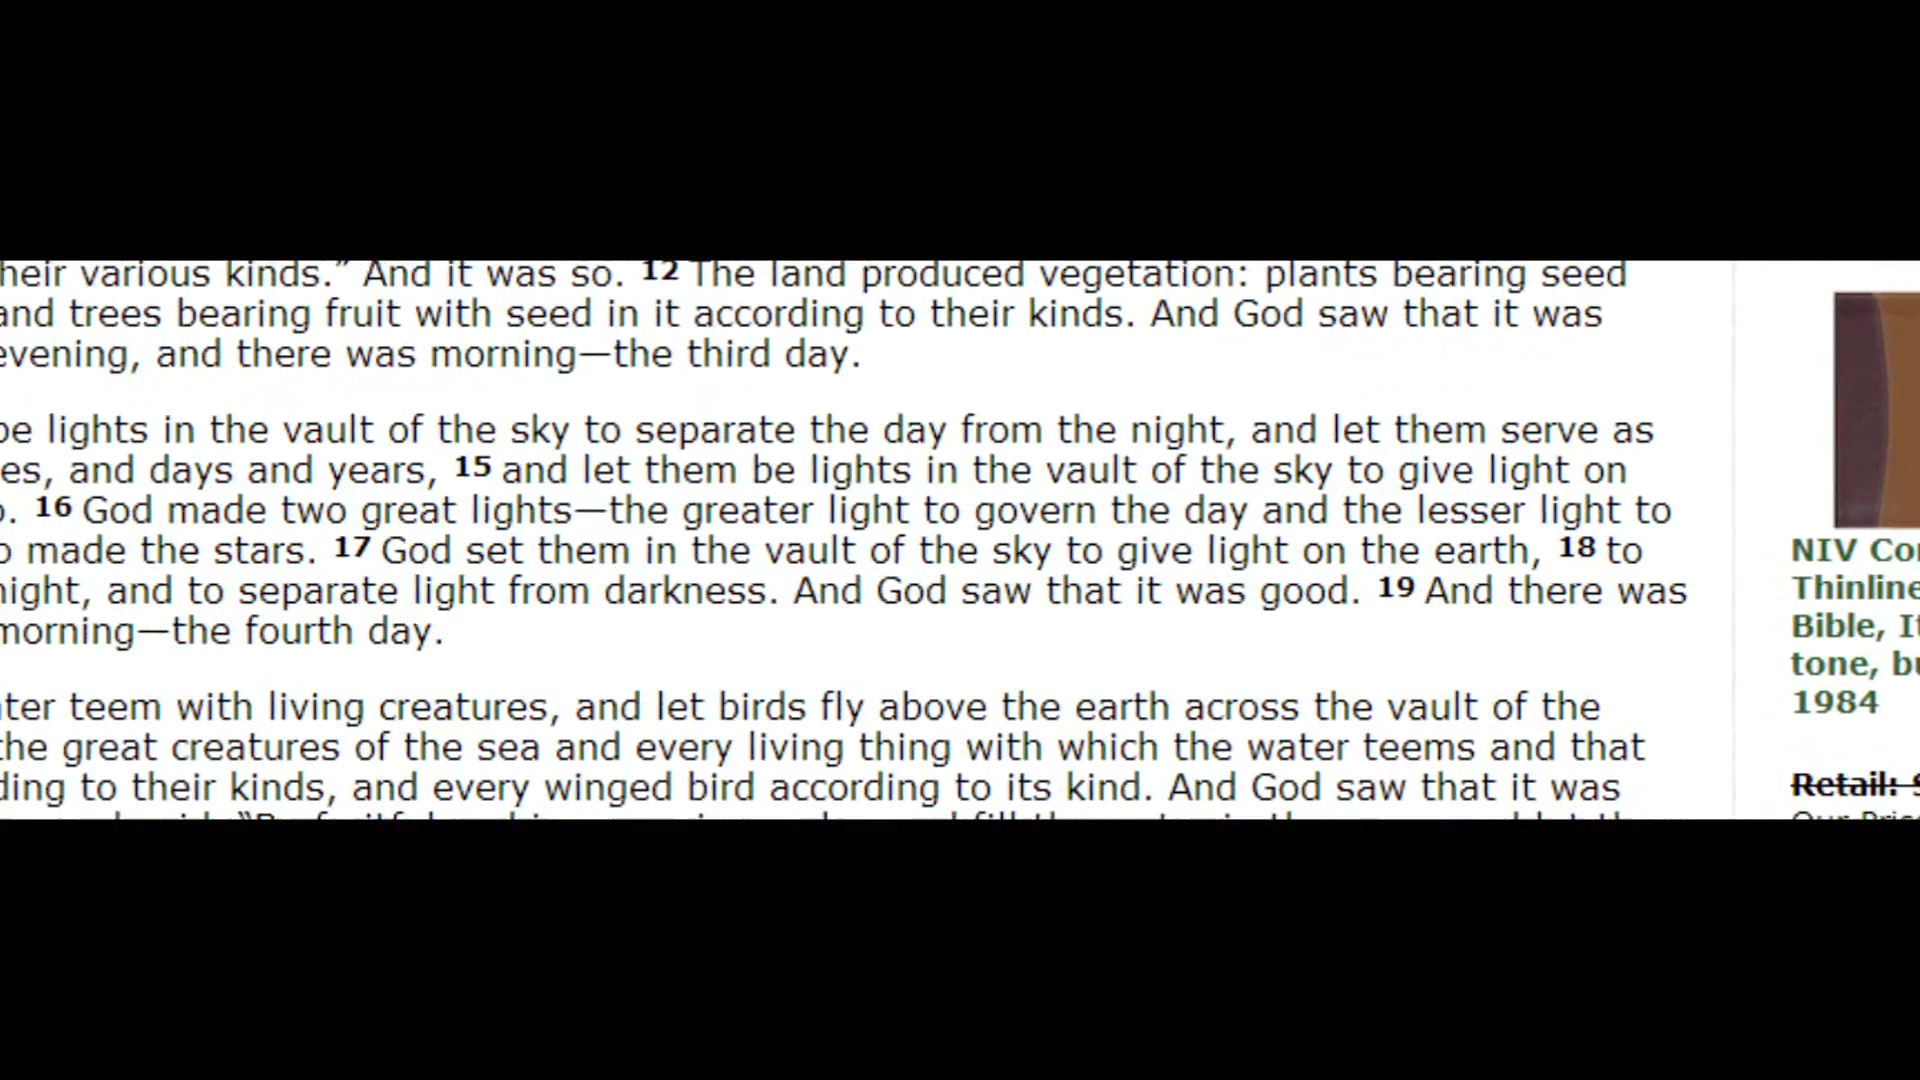 their various kinds.” And it was so. 12 The land produced vegetation: plants bearing seed
and trees bearing fruit with seed in it according to their kinds. And God saw that it was
evening, and there was morning—the third day.
be lights in the vault of the sky to separate the day from the night, and let them serve as
es, and days and years, 15 and let them be lights in the vault of the sky to give light on
o. 16 God made two great lights—the greater light to govern the day and the lesser light to
o made the stars. 17 God set them in the vault of the sky to give light on the earth, 18 to
night, and to separate light from darkness. And God saw that it was good. 19 And there was
morning—the fourth day.
ater teem with living creatures, and let birds fly above the earth across the vault of the
the great creatures of the sea and every living thing with which the water teems and that
ding to their kinds, and every winged bird according to its kind. And God saw that it was
NIV Co
Thinline
Bible, It
tone, bu
1984
Retail: